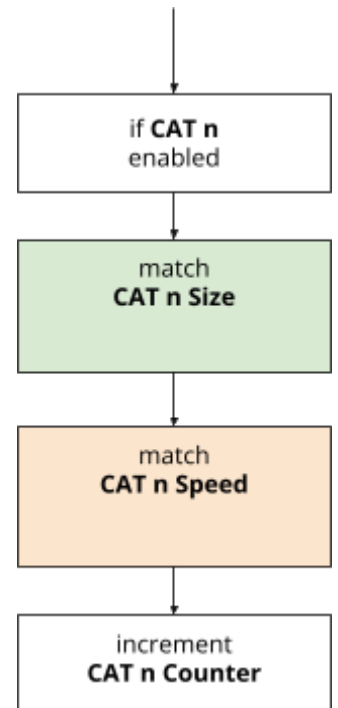 if CAT n
enabled
match
CAT n Size
match
CAT n Speed
increment
CAT n Counter